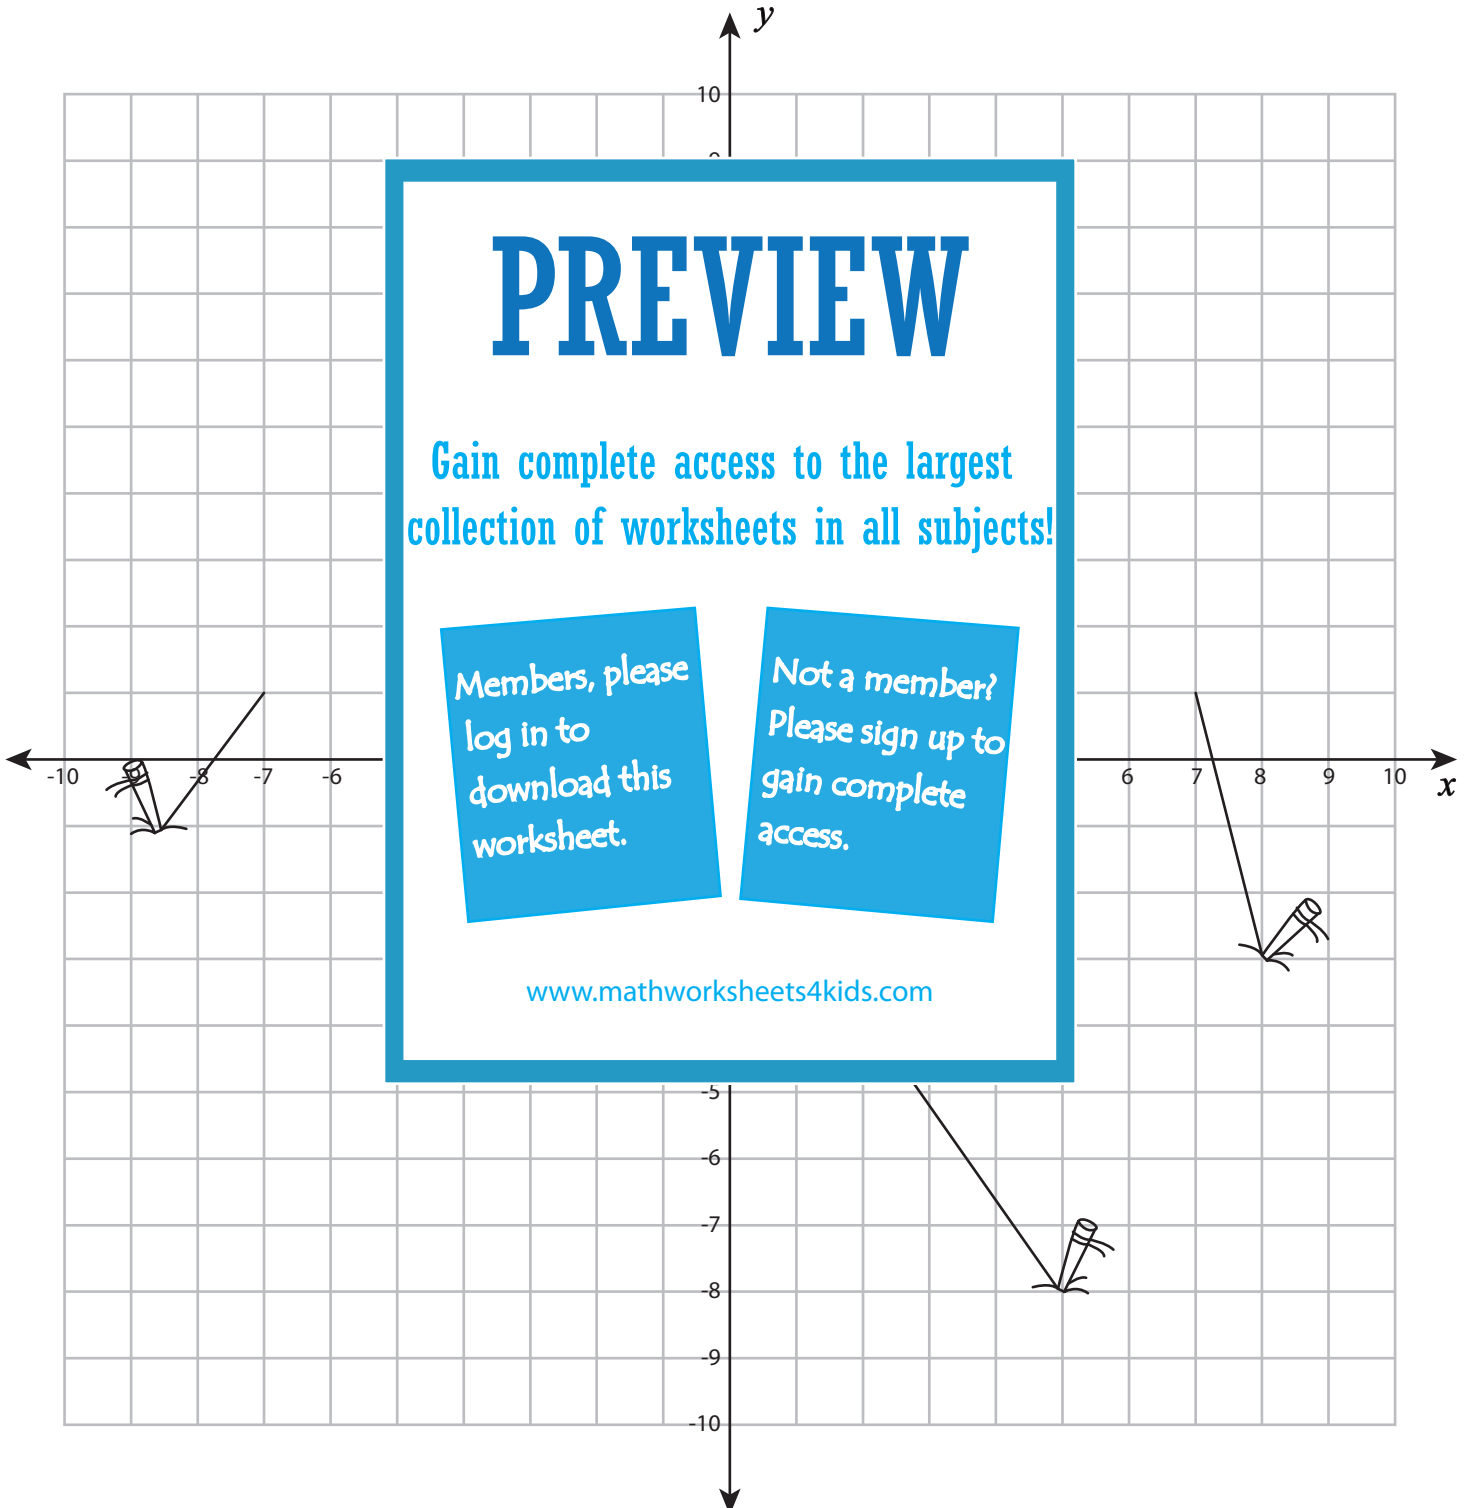 y
10
PREVIEW
Gain complete access to the largest
collection of worksheets in all subjects!
Members, please
log in to
download this
worksheet.
Not a member?
Please sign up to
gain complete
access.
-10 -9 -8 -7 -6 6 7 8 9 10
x
www.mathworksheets4kids.com
-5
-6
-7
-8
-9
-10